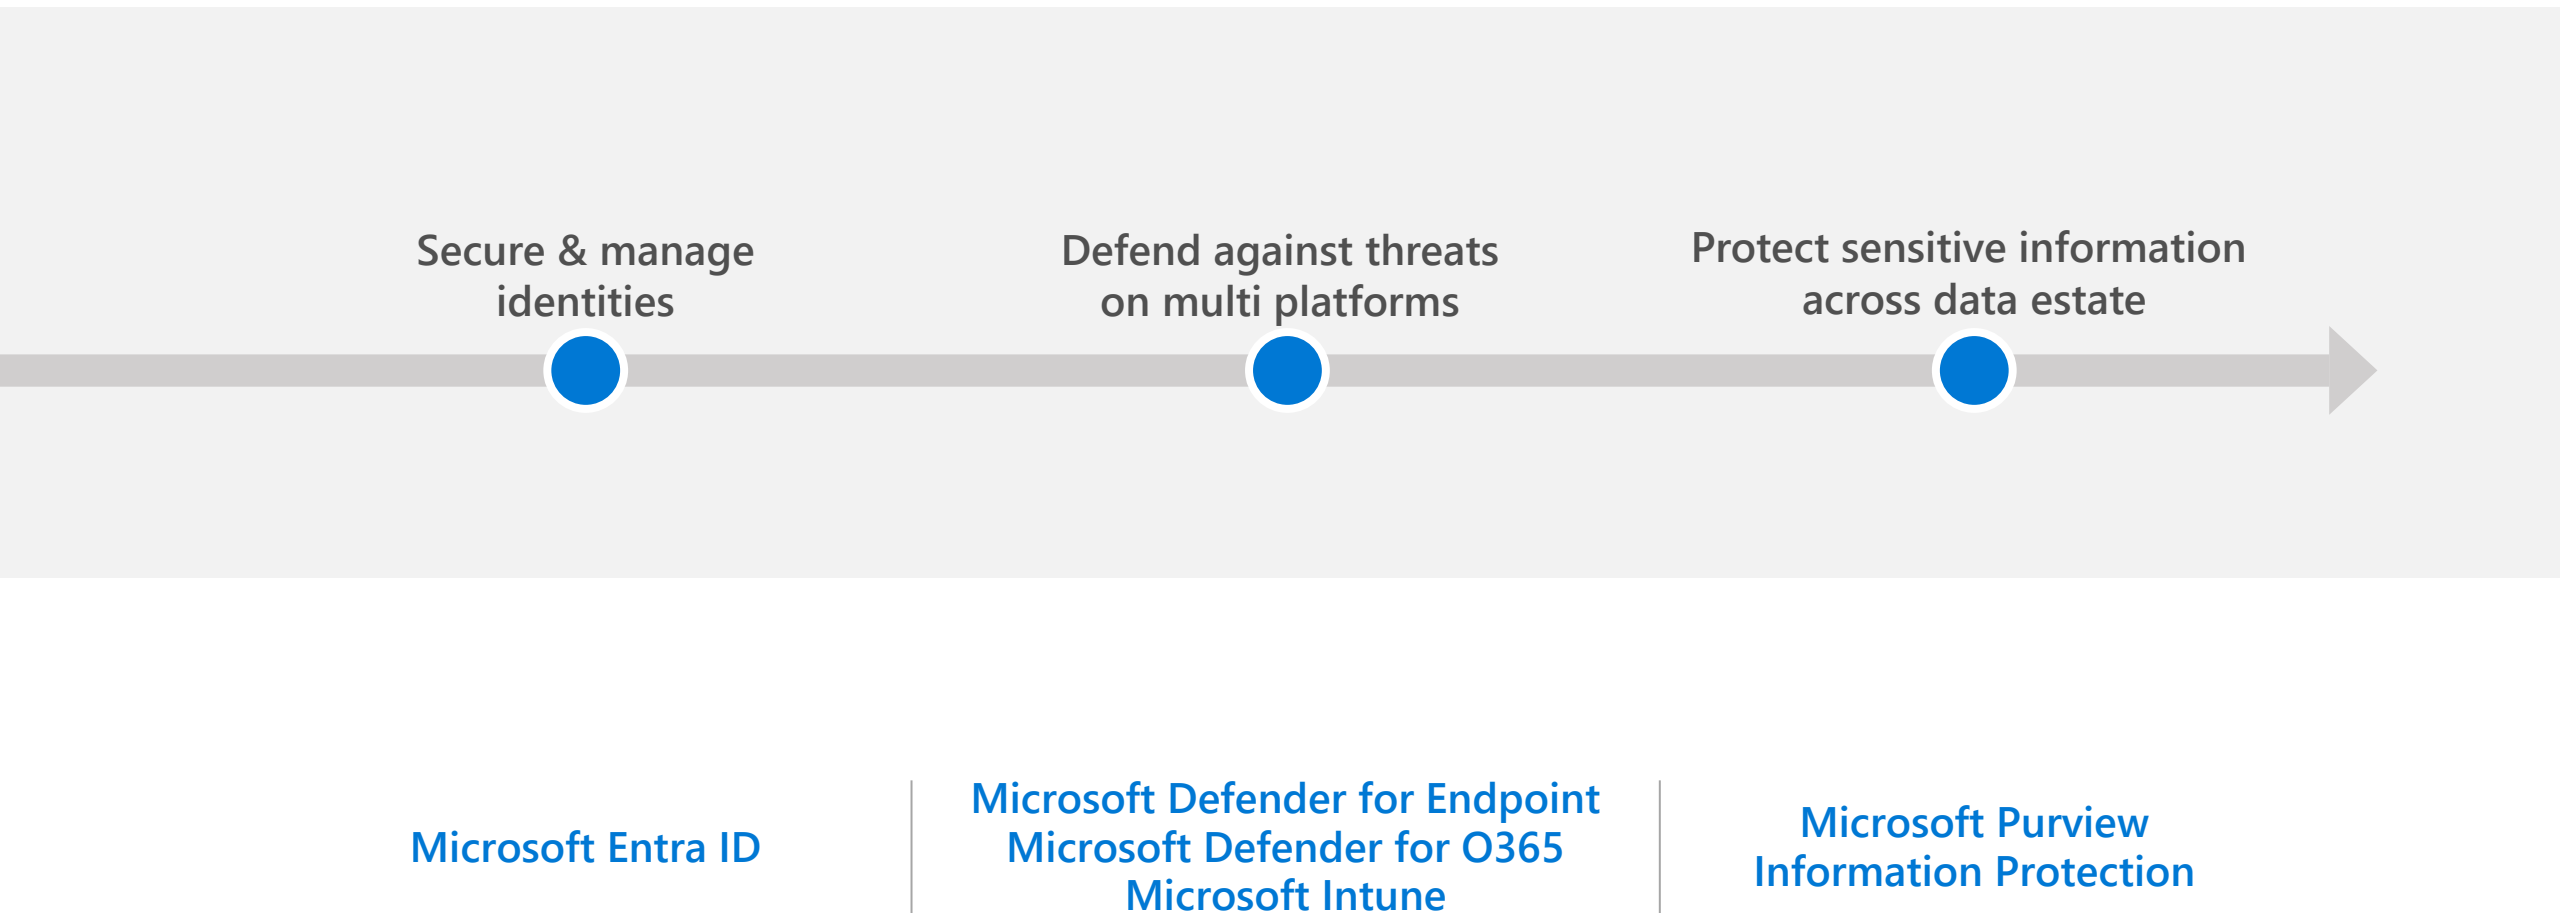 Secure & manage
identities
Defend against threats
on multi platforms
Protect sensitive information
across data estate
Microsoft Entra ID
Microsoft Defender for Endpoint
Microsoft Defender for O365
Microsoft Intune
Microsoft Purview
Information Protection